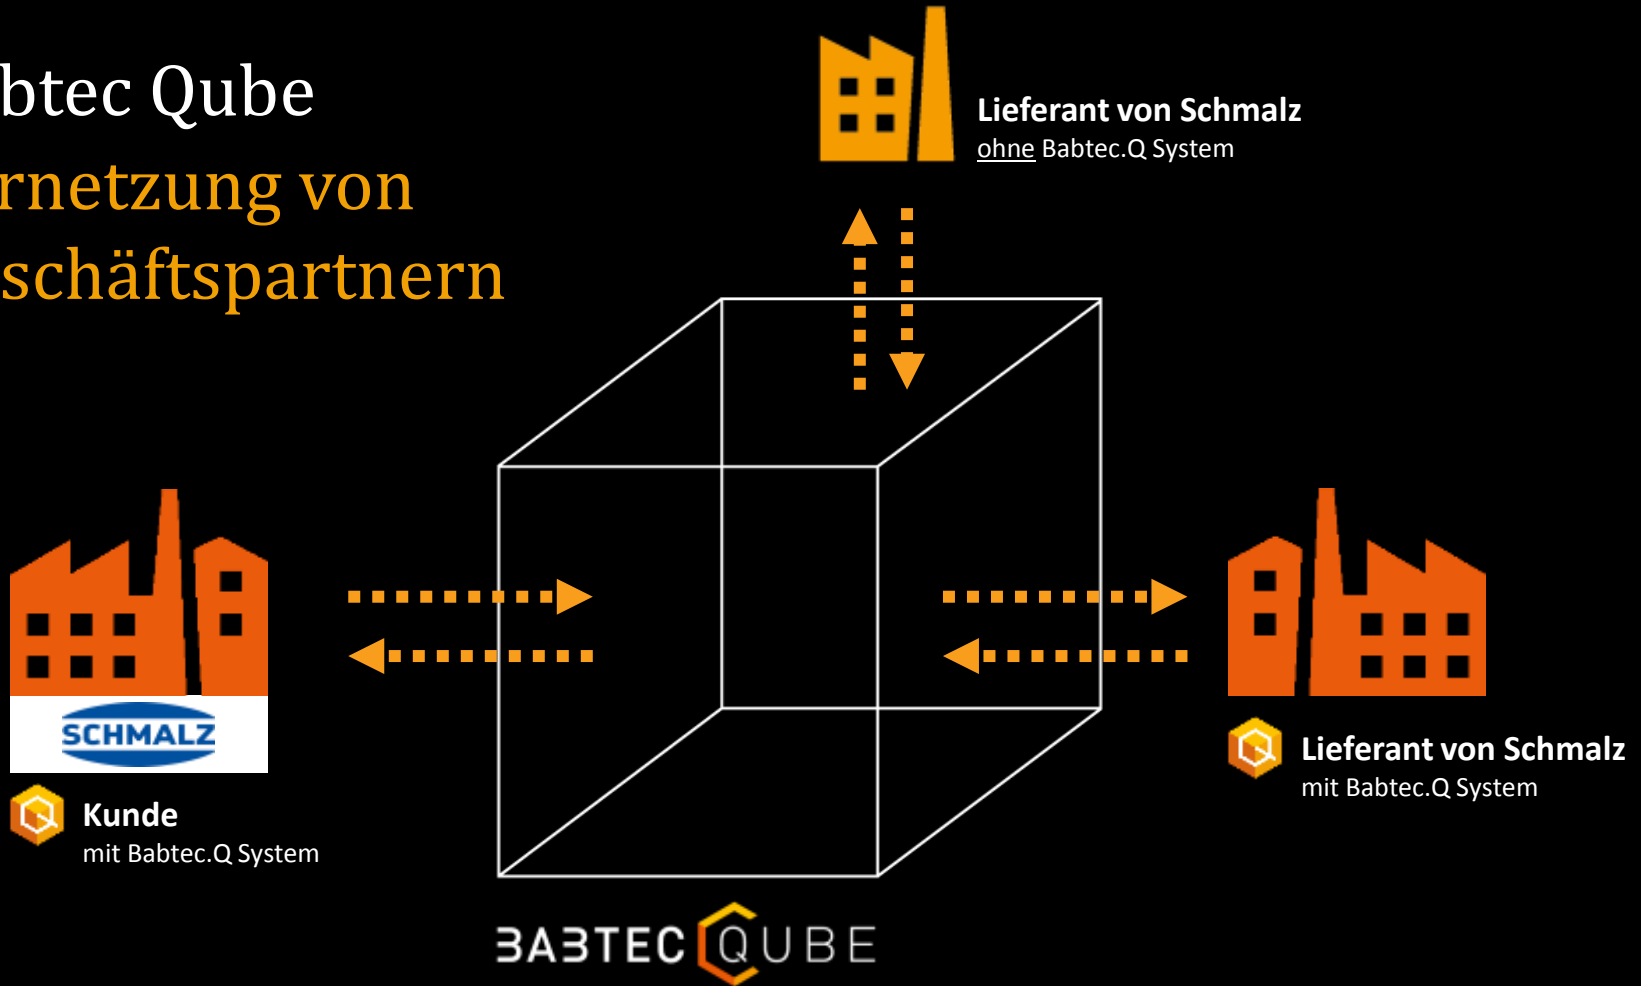 btec Qube
rnetzung von
schäftspartnern
Lieferant von Schmalz
ohne Babtec.Q System
SCHMALZ
Kunde
mit Babtec.Q System
Lieferant von Schmalz
mit Babtec.Q System
BABTEC QUBE